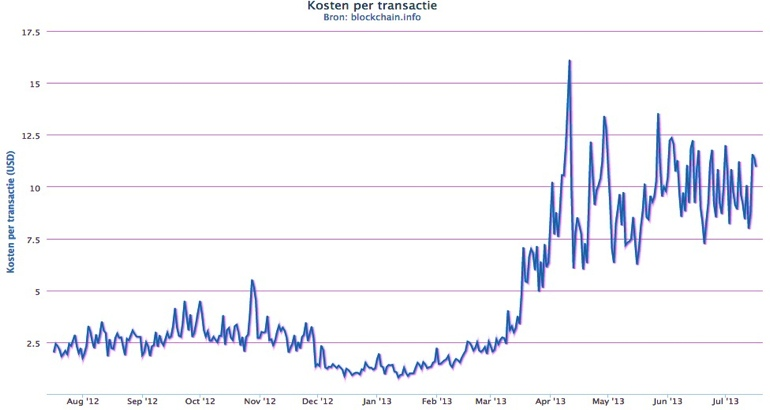 Kosten per transactie
Bron: blockchain.info
Kosten per transactie (USD)
17.5
15
12.5
10
7.5
5
2.5
Aug '12 Sep '12 Oct '12 Nov '12 Dec '12 Jan '13 Feb '13 Mar '13 Apr '13 May '13 Jun '13 Jul '13